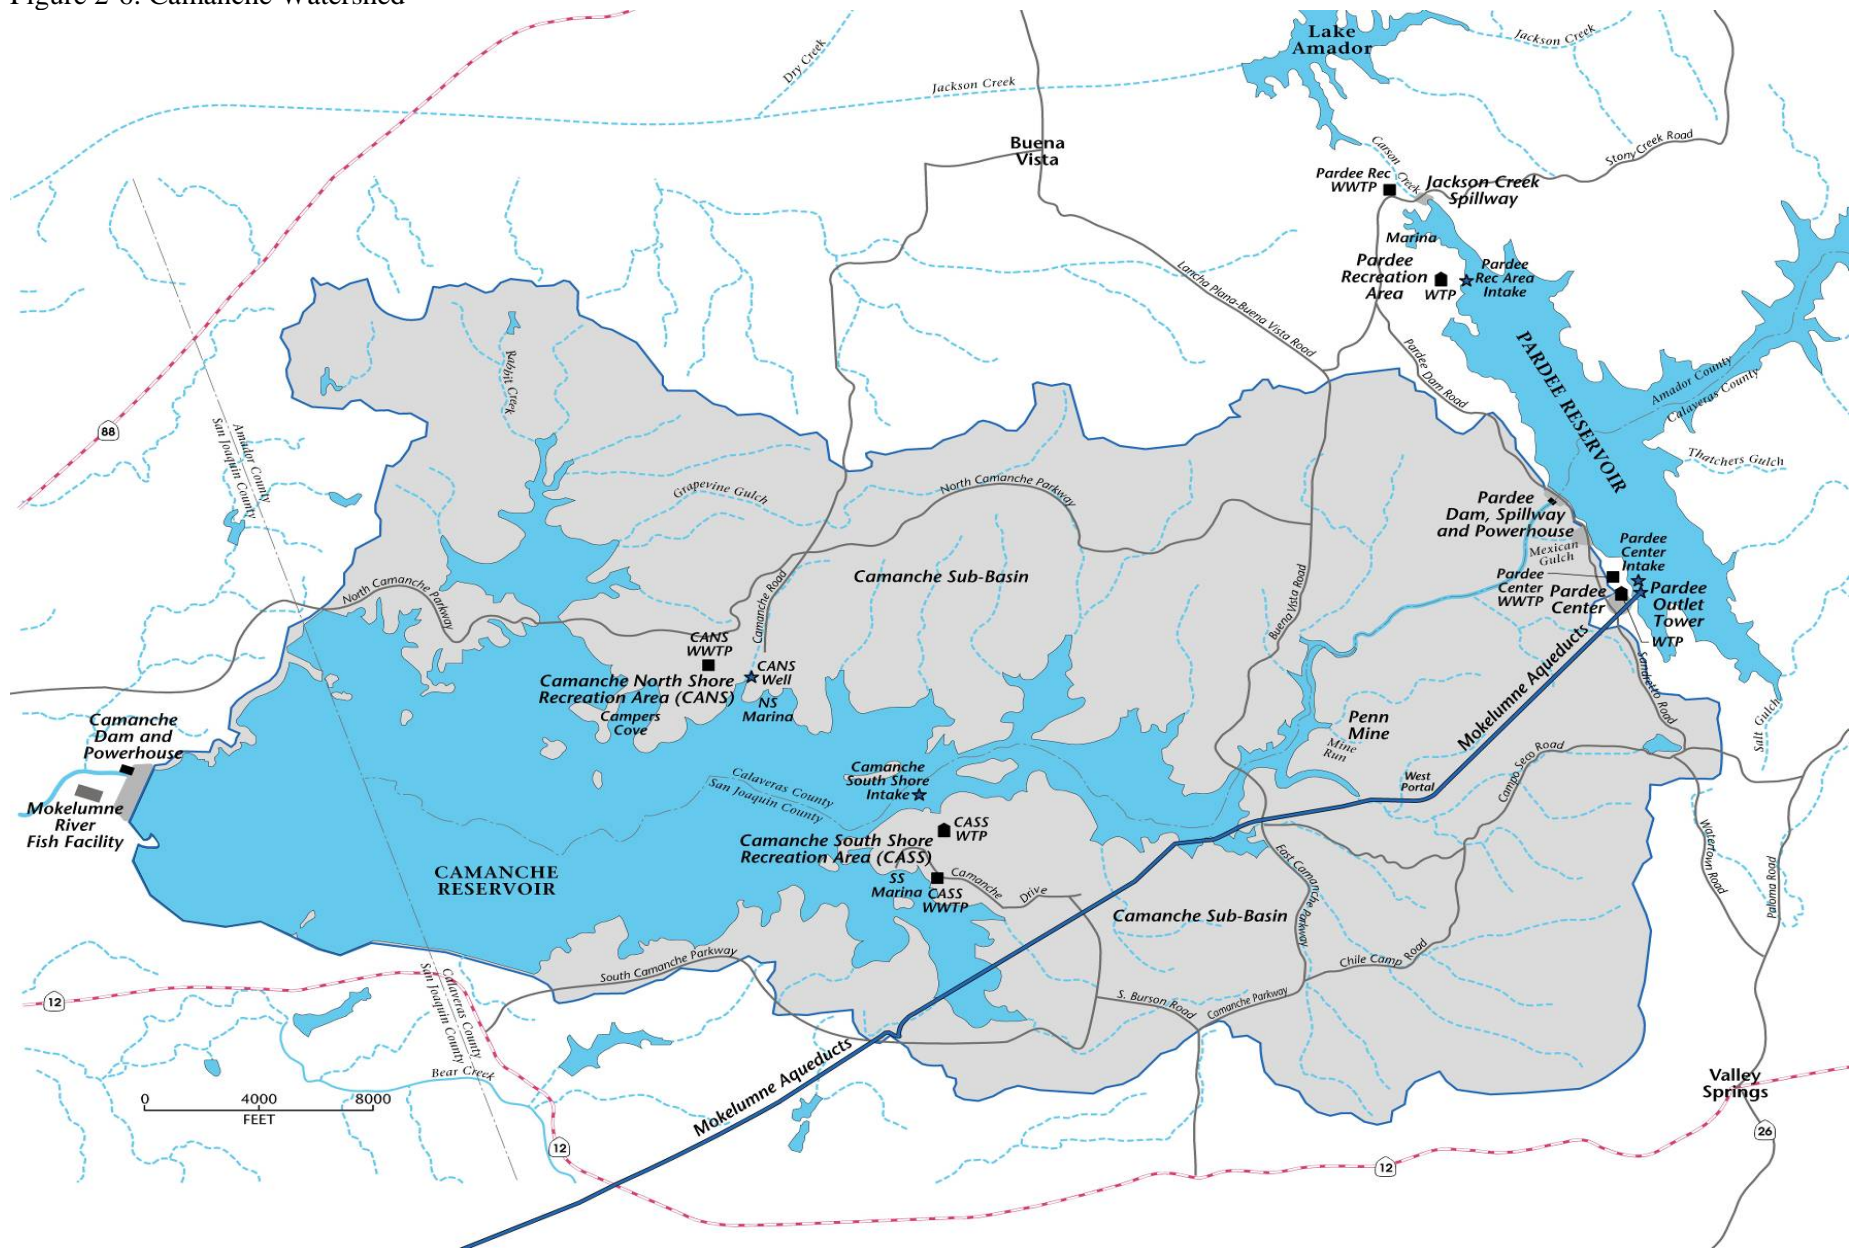 Figure 2-6. Camanche Watershed
Lake
Amador
Jackson Creek
Dry Creek
Jackson Creek
Buena
Vista
Carson
Creek
Stony Creek Road
Pardee Rec
WWTP
Jackson Creek
Spillway
Marina
Pardee
Recreation
Area
WTP
Pardee
Rec Area
Intake
Lancha Plana-Buena Vista Road
Pardee Dam Road
PARDEE RESERVOIR
Amador County
Calaveras County
Thatchers Gulch
Rabbit Creek
88
Amador County
San Joaquin County
Grapevine Gulch
North Camanche Parkway
Pardee
Dam, Spillway
and Powerhouse
Mexican
Gulch
Pardee
Center
Intake
Pardee
Center
WWTP
Pardee
Center
Pardee
Outlet
Tower
WTP
Camanche Sub-Basin
North Camanche Parkway
Camanche Road
Buena Vista Road
Mokelumne Aqueducts
Sandretto Road
CANS
WWTP
CANS
Well
Camanche North Shore
Recreation Area (CANS)
NS
Marina
Campers
Cove
Penn
Mine
Mine
Run
Salt Gulch
Camanche
Dam and
Powerhouse
Campo Seco Road
West
Portal
Calaveras County
San Joaquin County
Camanche
South Shore
Intake
Mokelumne
River
Fish Facility
CASS
WTP
Camanche South Shore
Recreation Area (CASS)
Watertown Road
Paloma Road
CAMANCHE
RESERVOIR
SS
Marina
CASS
WWTP
Camanche
Drive
East Camanche Parkway
Camanche Sub-Basin
Chile Camp
Road
South Camanche Parkway
S. Burson Road
Camanche Parkway
12
Calaveras County
San Joaquin County
Bear Creek
Mokelumne Aqueducts
Valley
Springs
0
4000
8000
FEET
12
12
26